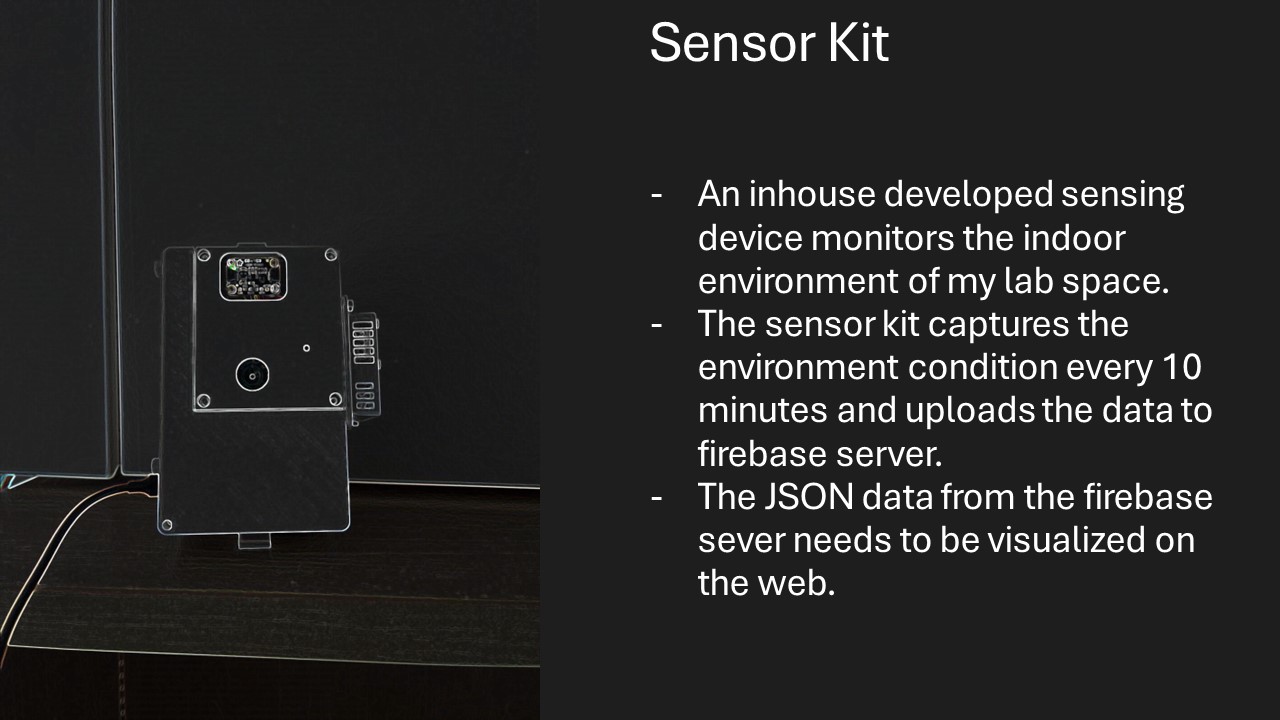 Sensor Kit
- An inhouse developed sensing
device monitors the indoor
environment of my lab space.
- The sensor kit captures the
environment condition every 10
minutes and uploads the data to
firebase server.
- The JSON data from the firebase
sever needs to be visualized on
the web.